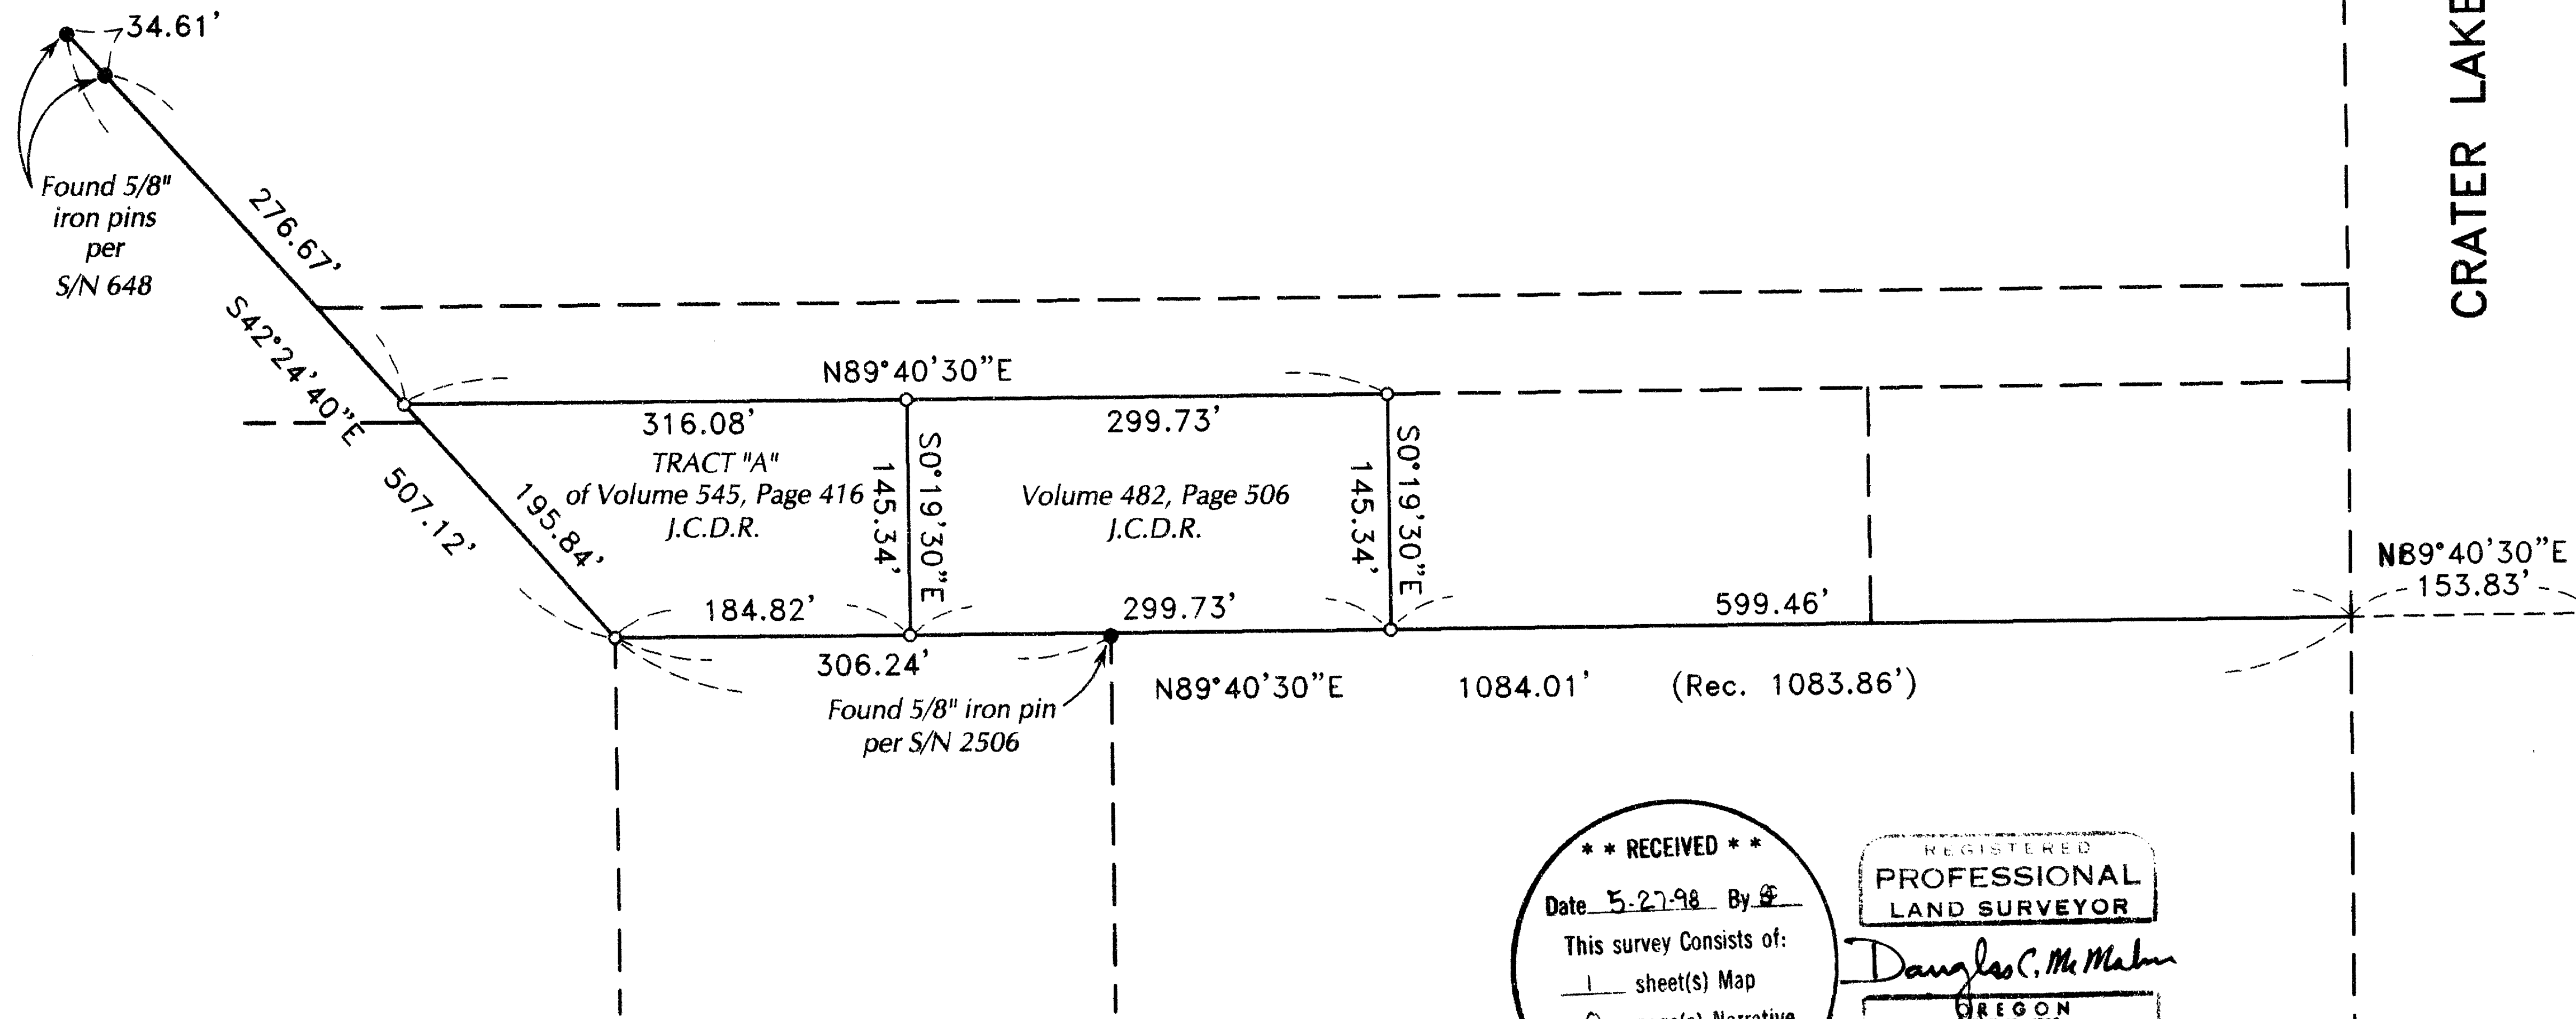 34.61'
CRATER LAKE
Found 5/8"
iron pins
per
S/N 648
276.67'
S42°24'40"E
507.12'
195.84'
N89°40'30"E
316.08'
299.73'
TRACT "A"
of Volume 545, Page 416
J.C.D.R.
145.34'
S0°19'30"E
Volume 482, Page 506
J.C.D.R.
145.34'
S0°19'30"E
184.82'
299.73'
599.46'
N89°40'30"E
153.83'
306.24'
Found 5/8" iron pin
per S/N 2506
N89°40'30"E 1084.01' (Rec. 1083.86')
* * RECEIVED * *
Date 5-27-98 By
This survey Consists of:
1 sheet(s) Map
Narrative
REGISTERED
PROFESSIONAL
LAND SURVEYOR
Douglas C. McMahan
OREGON